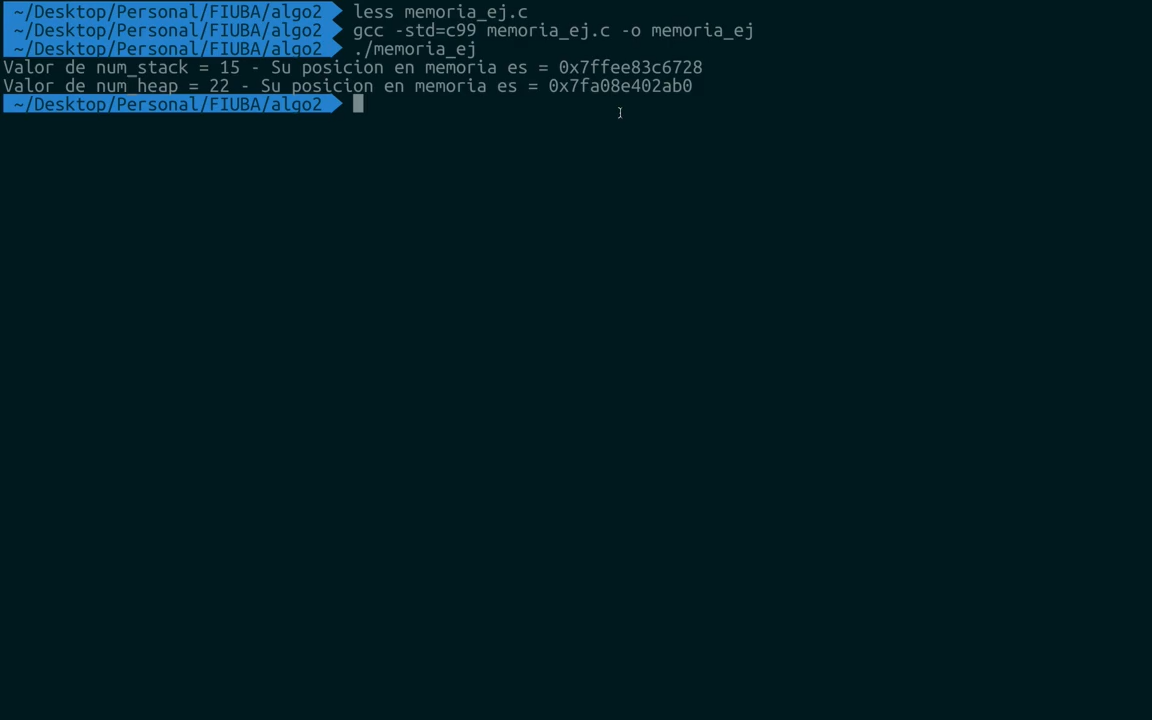 ~/Desktop/Personal/FIUBA/algo2 less memoria_ej.c
~/Desktop/Personal/FIUBA/algo2 gcc -std=c99 memoria_ej.c -o memoria_ej
~/Desktop/Personal/FIUBA/algo2 ./memoria_ej
Valor de num_stack = 15 - Su posicion en memoria es = 0x7ffee83c6728
Valor de num_heap = 22 - Su posicion en memoria es = 0x7fa08e402ab0
~/Desktop/Personal/FIUBA/algo2